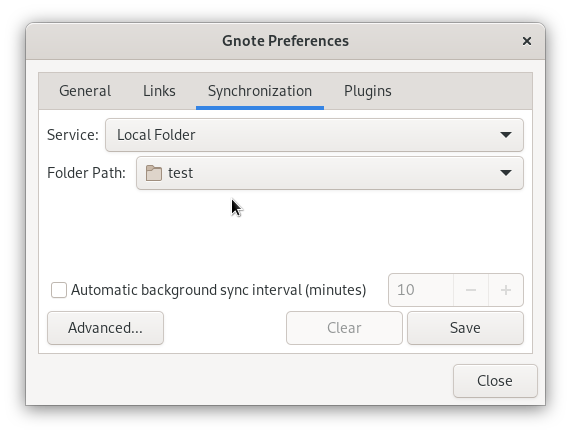 Gnote Preferences
General Links Synchronization Plugins
Service: Local Folder
Folder Path: test
Automatic background sync interval (minutes) 10
Advanced... Clear Save
Close